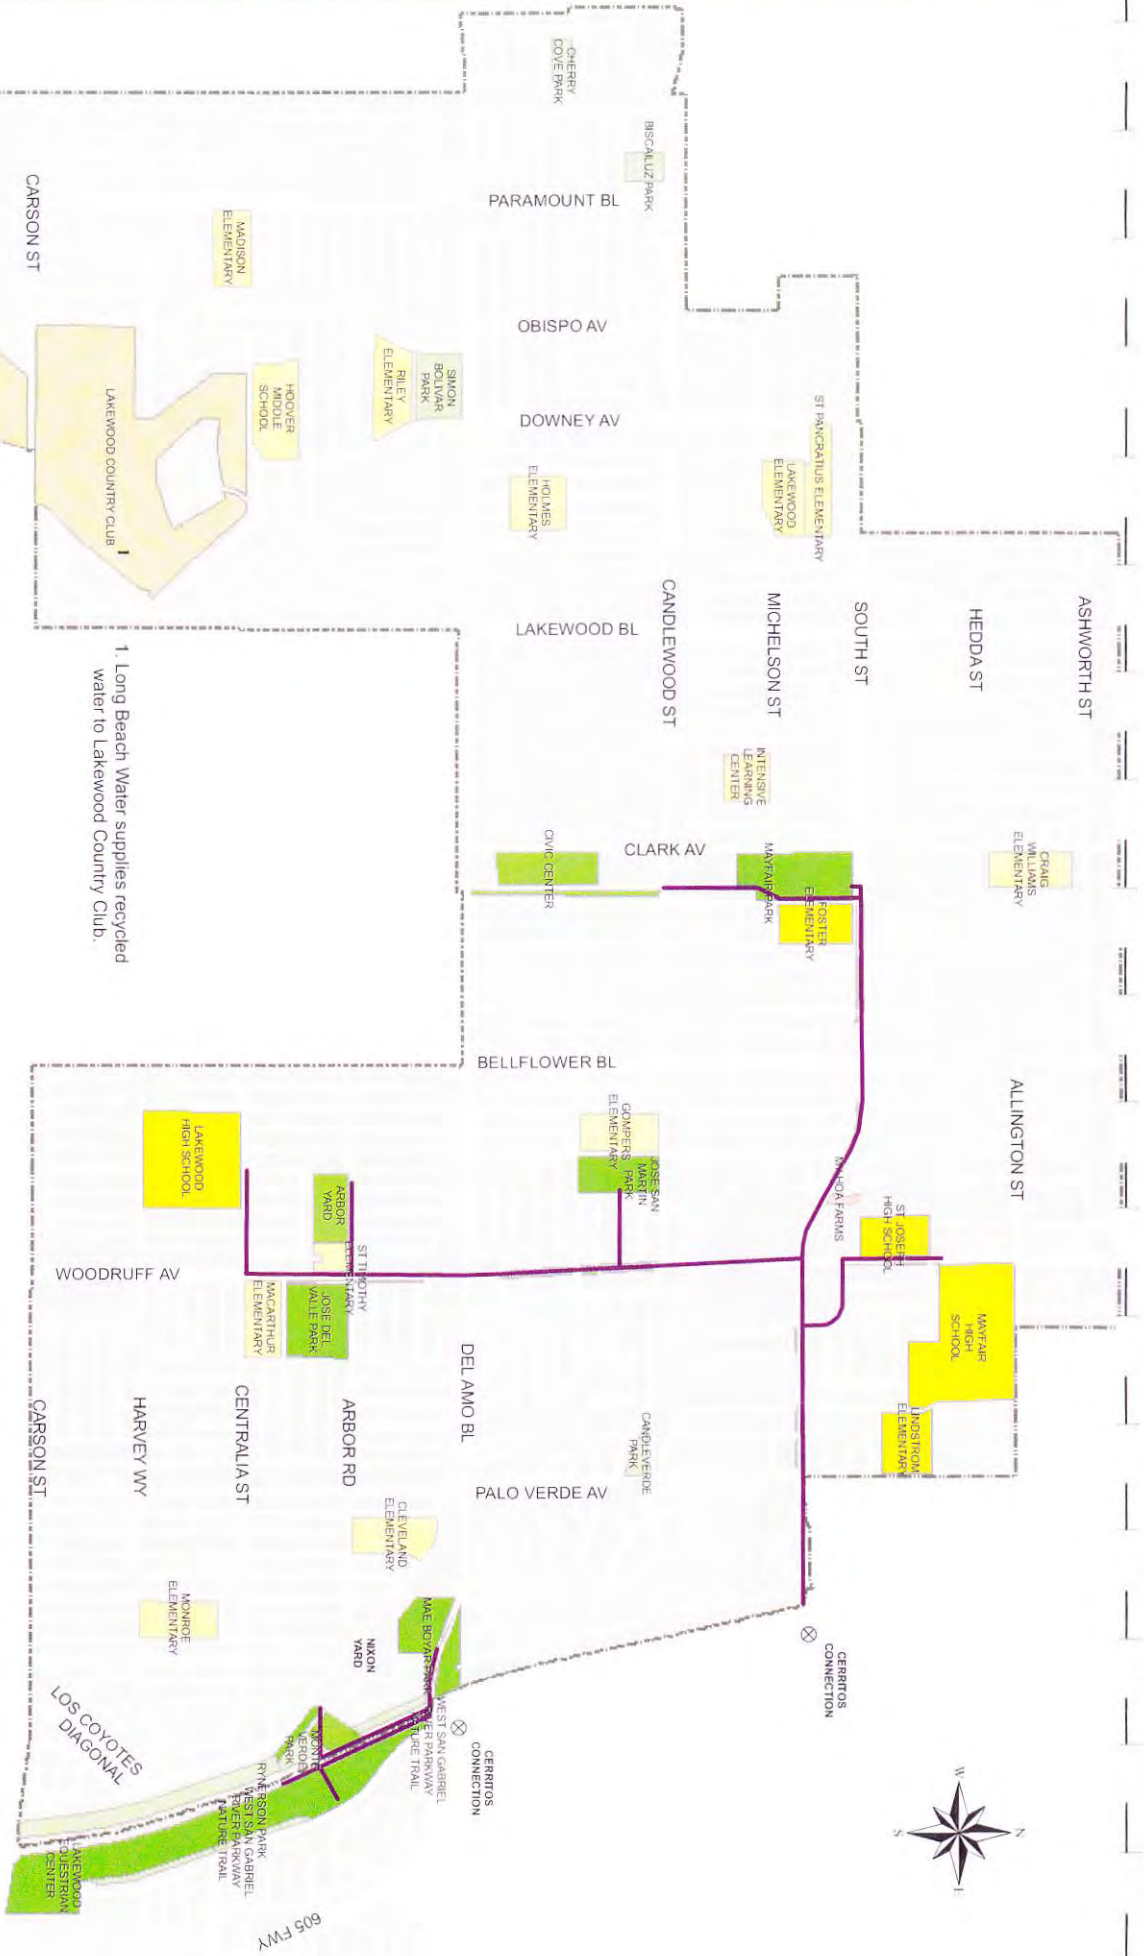 CHERRY
COVE PARK
BISCAILUZ PARK
PARAMOUNT BL
CARSON ST
MADISON
ELEMENTARY
OBISPO AV
SIMON
BOLIVAR
PARK
RILEY
ELEMENTARY
HOOVER
MIDDLE
SCHOOL
LAKEWOOD COUNTRY CLUB
1
DOWNEY AV
ST PANCRATIUS ELEMENTARY
LAKEWOOD
ELEMENTARY
HOLMES
ELEMENTARY
ASHWORTH ST
HEDDA ST
SOUTH ST
MICHELSON ST
CANDLEWOOD ST
LAKEWOOD BL
1. Long Beach Water supplies recycled
water to Lakewood Country Club.
INTENSIVE
LEARNING
CENTER
CRAIG
WILLIAMS
ELEMENTARY
CLARK AV
CIVIC CENTER
MAYFAIR PARK
FOSTER
ELEMENTARY
BELLFLOWER BL
ALLINGTON ST
GOMPERS
ELEMENTARY
JOSE SAN
MARTIN
PARK
FARMS
ST JOSEPH
HIGH SCHOOL
MAYFAIR
HIGH
SCHOOL
LINDSTROM
ELEMENTARY
LAKEWOOD
HIGH SCHOOL
ARBOR
YARD
ST TIMOTHY
ELEMENTARY
WOODRUFF AV
JOSE DEL
VALLE PARK
MACARTHUR
ELEMENTARY
DEL AMO BL
ARBOR RD
CENTRALIA ST
HARVEY WY
CARSON ST
CANDLEVERDE
PARK
PALO VERDE AV
CLEVELAND
ELEMENTARY
MONROE
ELEMENTARY
MAE BOYAR PARK
NIXON
YARD
CERRITOS
CONNECTION
CERRITOS
CONNECTION
WEST SAN GABRIEL
RIVER PARKWAY
NATURE TRAIL
MONTE
VERDE
PARK
RYNERSON PARK
WEST SAN GABRIEL
RIVER PARKWAY
NATURE TRAIL
LOS COYOTES
DIAGONAL
LAKEWOOD
EQUESTRIAN
CENTER
605 FWY
N
E
S
W